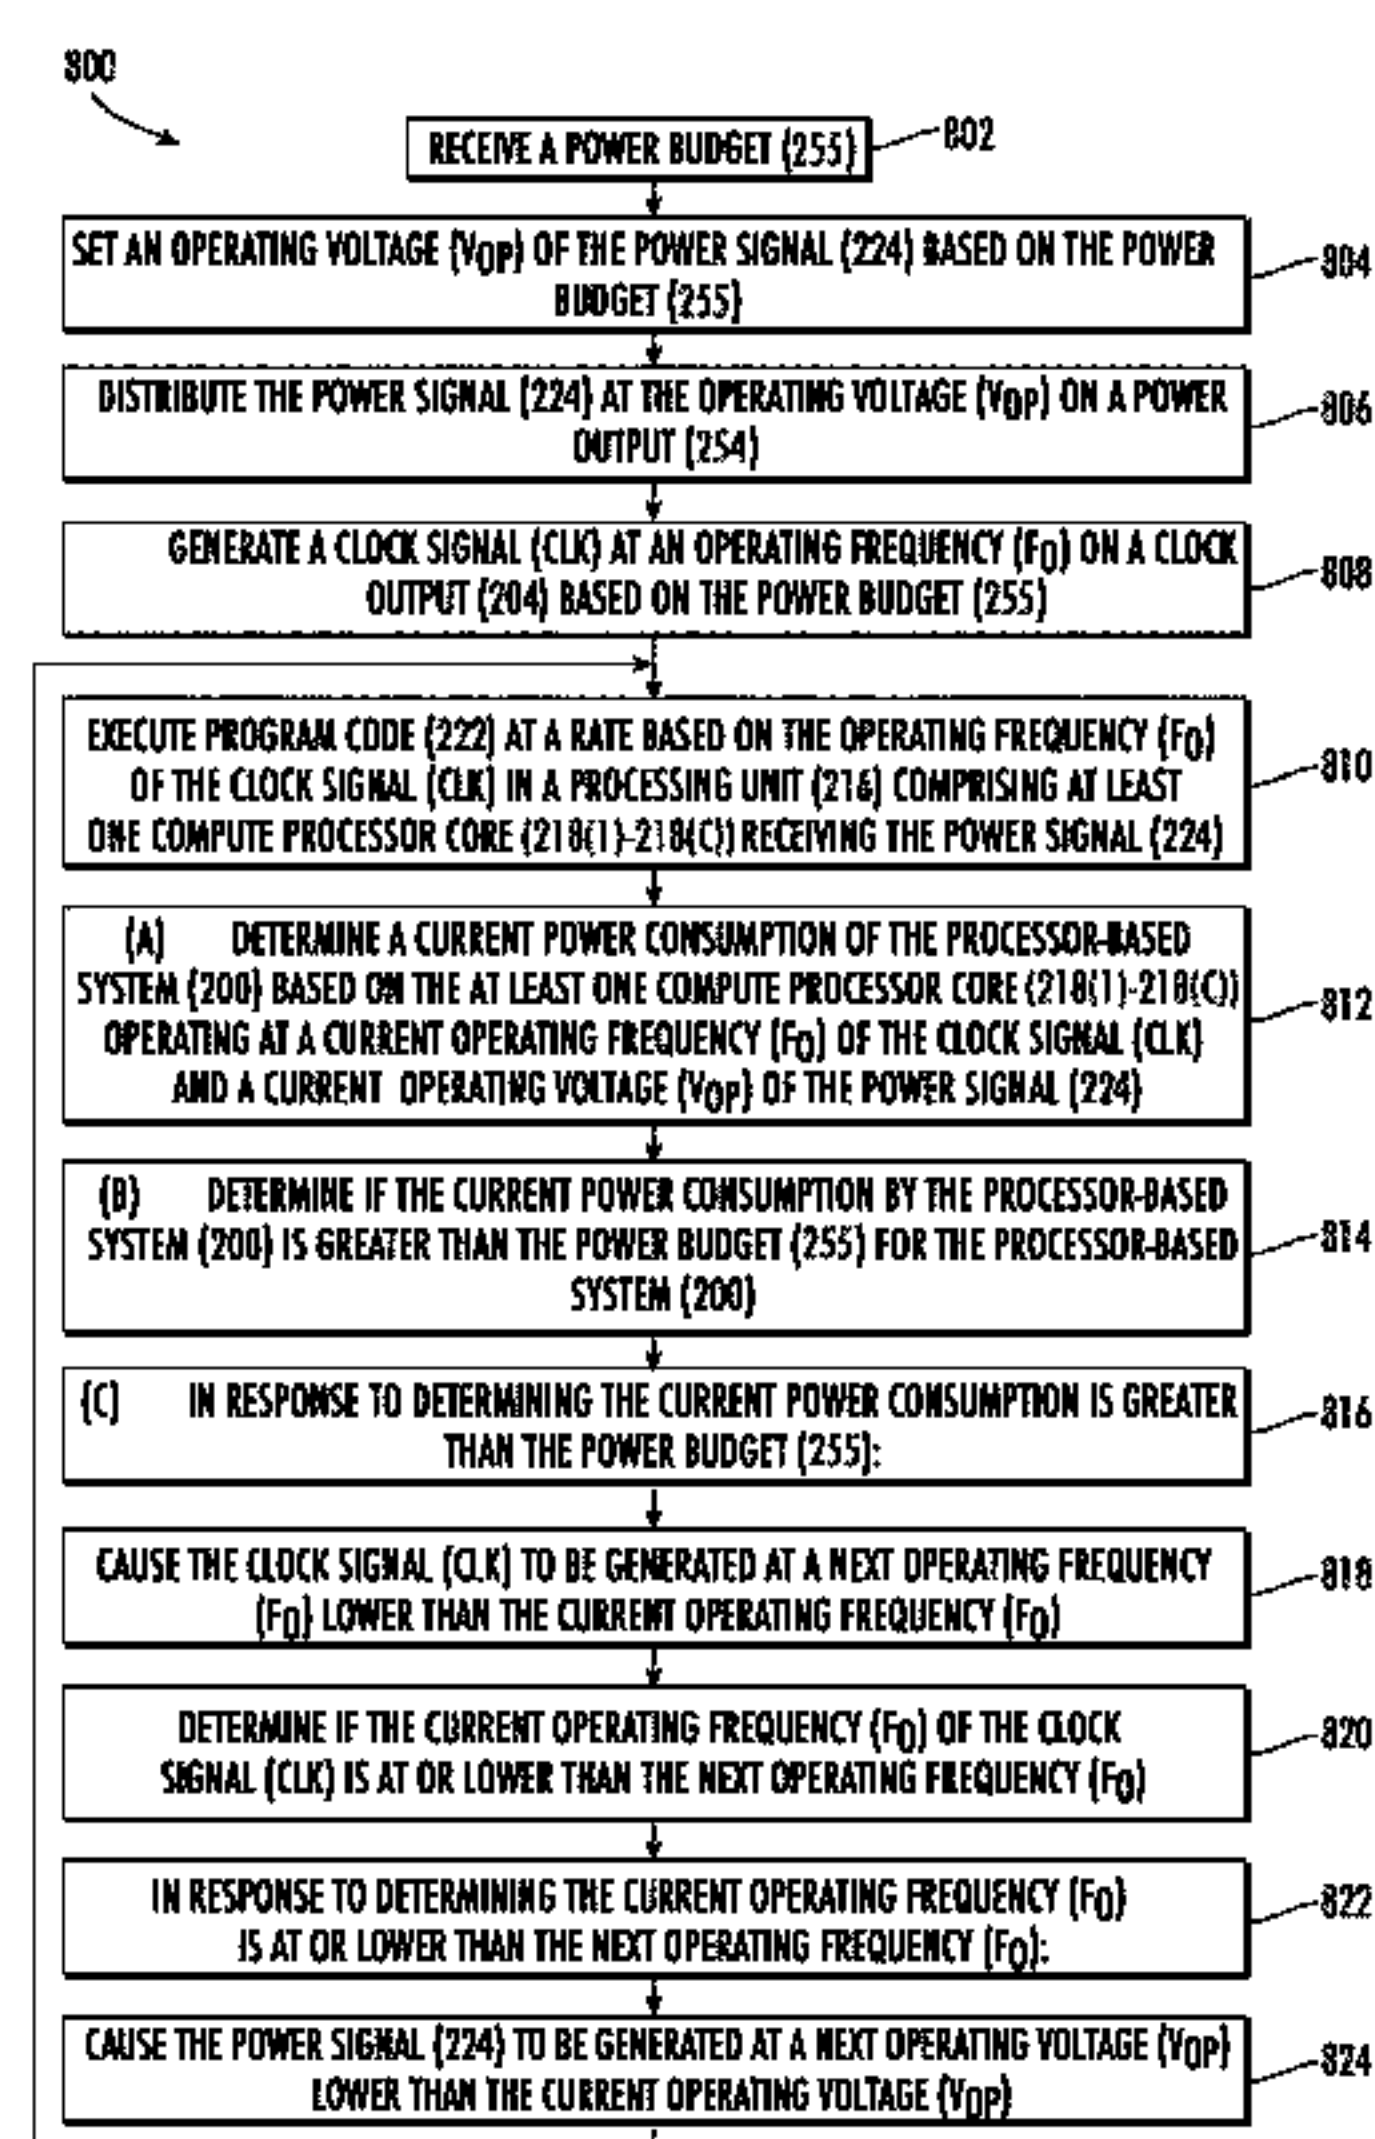 800
RECEIVE A POWER BUDGET (255)
802
SET AN OPERATING VOLTAGE (VOP) OF THE POWER SIGNAL (224) BASED ON THE POWER
BUDGET (255)
804
DISTRIBUTE THE POWER SIGNAL (224) AT THE OPERATING VOLTAGE (VOP) ON A POWER
OUTPUT (254)
806
GENERATE A CLOCK SIGNAL (CLK) AT AN OPERATING FREQUENCY (FO) ON A CLOCK
OUTPUT (204) BASED ON THE POWER BUDGET (255)
808
EXECUTE PROGRAM CODE (222) AT A RATE BASED ON THE OPERATING FREQUENCY (FO)
OF THE CLOCK SIGNAL (CLK) IN A PROCESSING UNIT (216) COMPRISING AT LEAST
ONE COMPUTE PROCESSOR CORE (218(1)-218(C)) RECEIVING THE POWER SIGNAL (224)
810
(A) DETERMINE A CURRENT POWER CONSUMPTION OF THE PROCESSOR-BASED
SYSTEM (200) BASED ON THE AT LEAST ONE COMPUTE PROCESSOR CORE (218(1)-218(C))
OPERATING AT A CURRENT OPERATING FREQUENCY (FO) OF THE CLOCK SIGNAL (CLK)
AND A CURRENT OPERATING VOLTAGE (VOP) OF THE POWER SIGNAL (224)
812
(B) DETERMINE IF THE CURRENT POWER CONSUMPTION BY THE PROCESSOR-BASED
SYSTEM (200) IS GREATER THAN THE POWER BUDGET (255) FOR THE PROCESSOR-BASED
SYSTEM (200)
814
(C) IN RESPONSE TO DETERMINING THE CURRENT POWER CONSUMPTION IS GREATER
THAN THE POWER BUDGET (255):
816
CAUSE THE CLOCK SIGNAL (CLK) TO BE GENERATED AT A NEXT OPERATING FREQUENCY
(FO) LOWER THAN THE CURRENT OPERATING FREQUENCY (FO)
818
DETERMINE IF THE CURRENT OPERATING FREQUENCY (FO) OF THE CLOCK
SIGNAL (CLK) IS AT OR LOWER THAN THE NEXT OPERATING FREQUENCY (FO)
820
IN RESPONSE TO DETERMINING THE CURRENT OPERATING FREQUENCY (FO)
IS AT OR LOWER THAN THE NEXT OPERATING FREQUENCY (FO):
822
CAUSE THE POWER SIGNAL (224) TO BE GENERATED AT A NEXT OPERATING VOLTAGE (VOP)
LOWER THAN THE CURRENT OPERATING VOLTAGE (VOP)
824